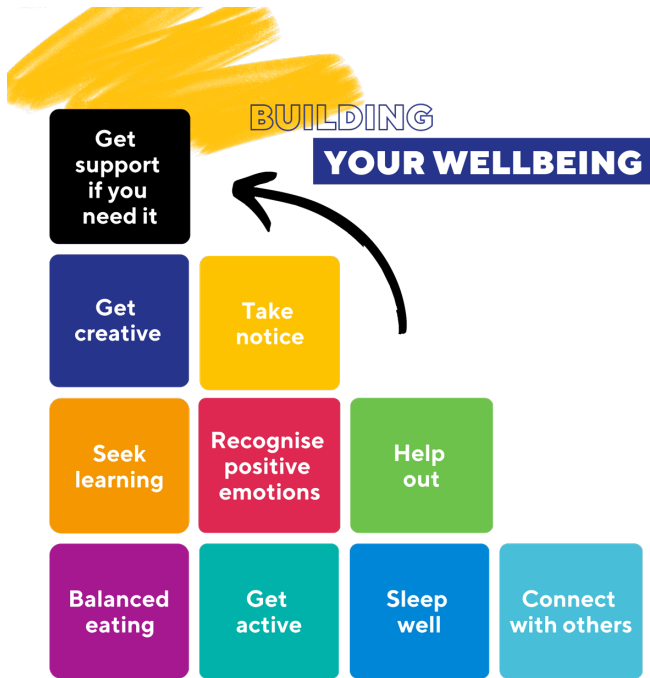 BUILDING
YOUR WELLBEING
Get
support
if you
need it
Get
creative
Take
notice
Seek
learning
Recognise
positive
emotions
Help
out
Balanced
eating
Get
active
Sleep
well
Connect
with others